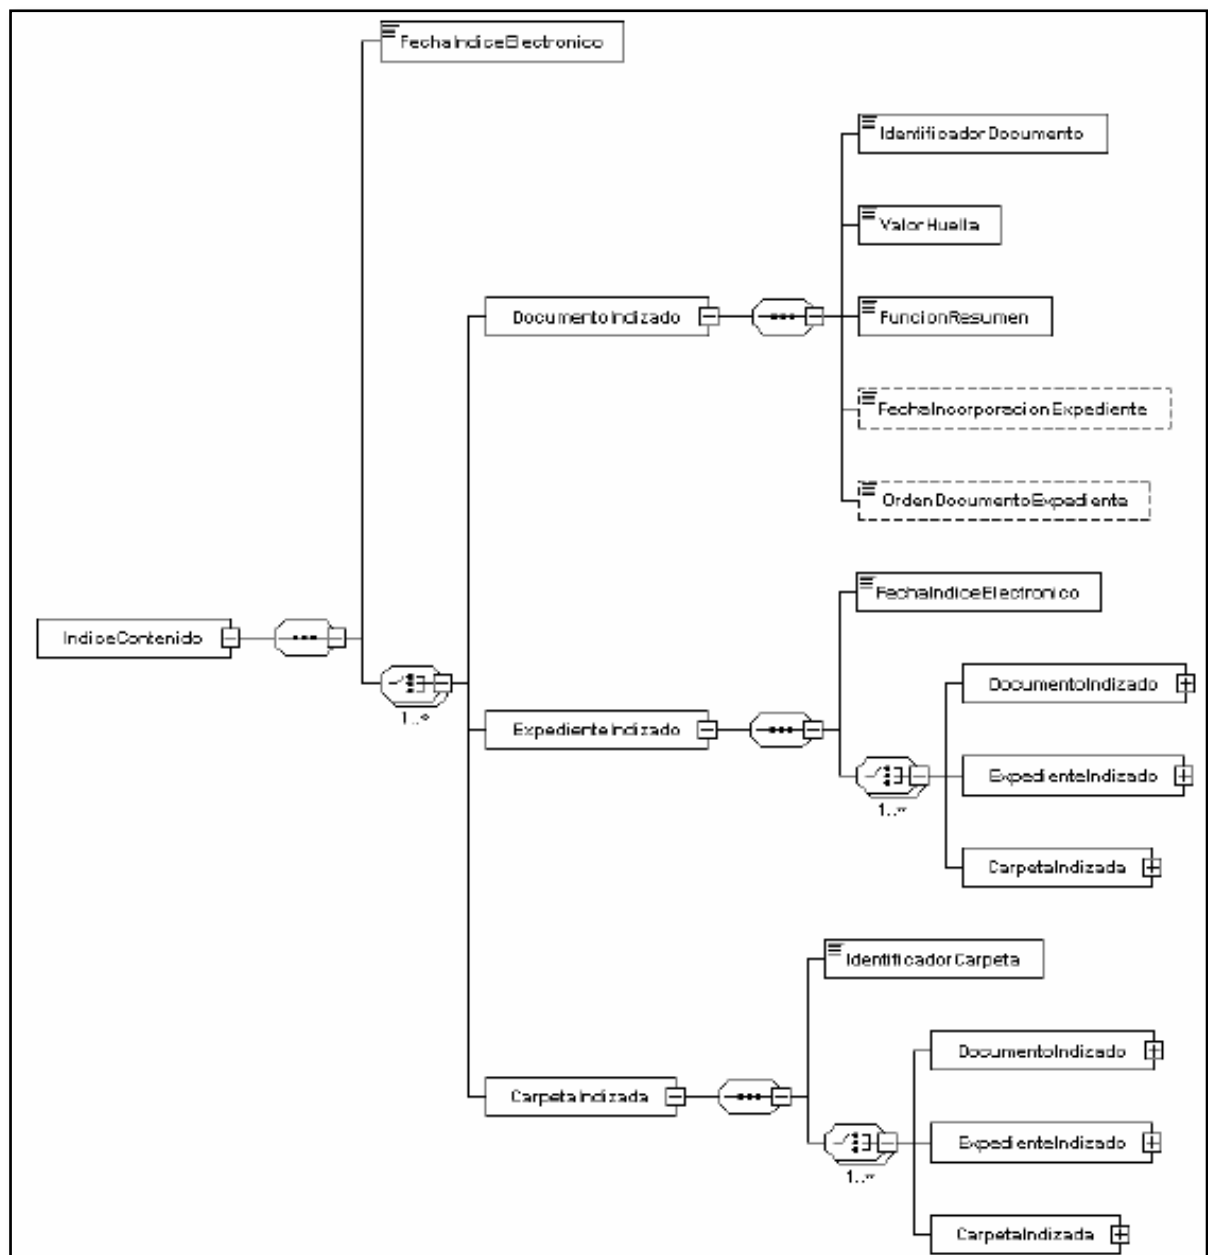 FechaIndiceElectronico
IdentificadorDocumento
ValorHuella
DocumentoIndizado
FuncionResumen
FechaIncorporacionExpediente
OrdenDocumentoExpediente
FechaIndiceElectronico
IndiceContenido
DocumentoIndizado
1..∞
ExpedienteIndizado
ExpedienteIndizado
1..∞
CarpetaIndizada
IdentificadorCarpeta
DocumentoIndizado
CarpetaIndizada
ExpedienteIndizado
1..∞
CarpetaIndizada